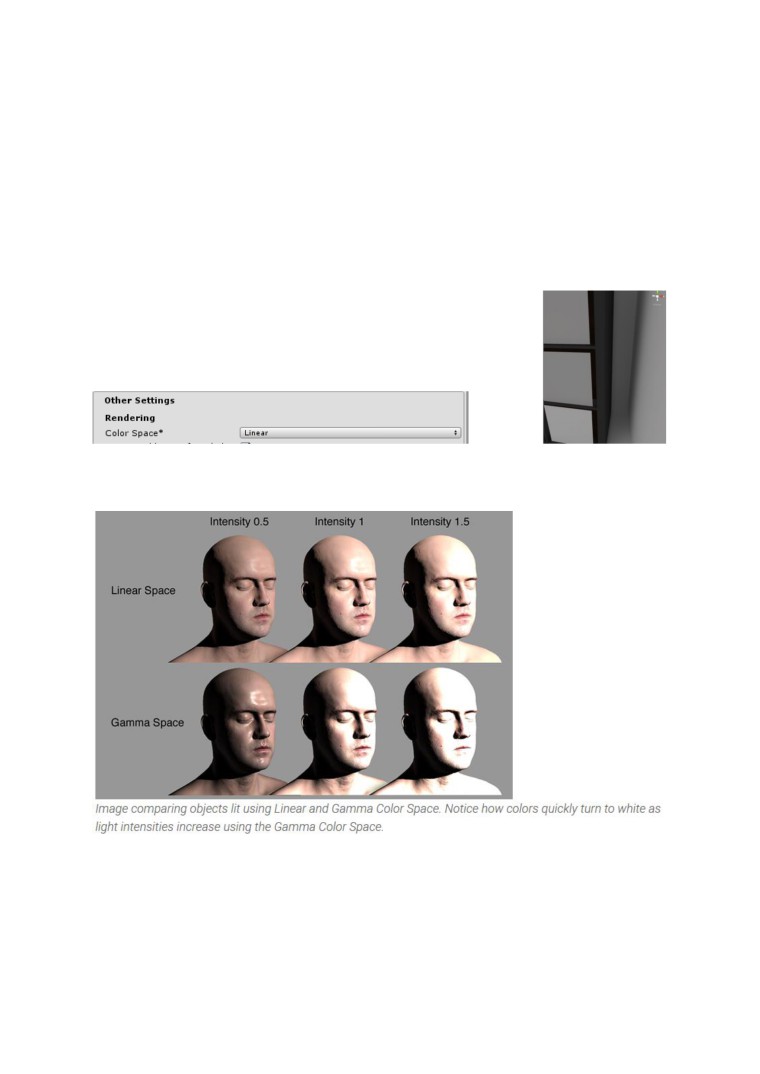 Other Settings
Rendering
Color Space*
Linear
Intensity 0.5
Intensity 1
Intensity 1.5
Linear Space
Gamma Space
Image comparing objects lit using Linear and Gamma Color Space. Notice how colors quickly turn to white as
light intensities increase using the Gamma Color Space.